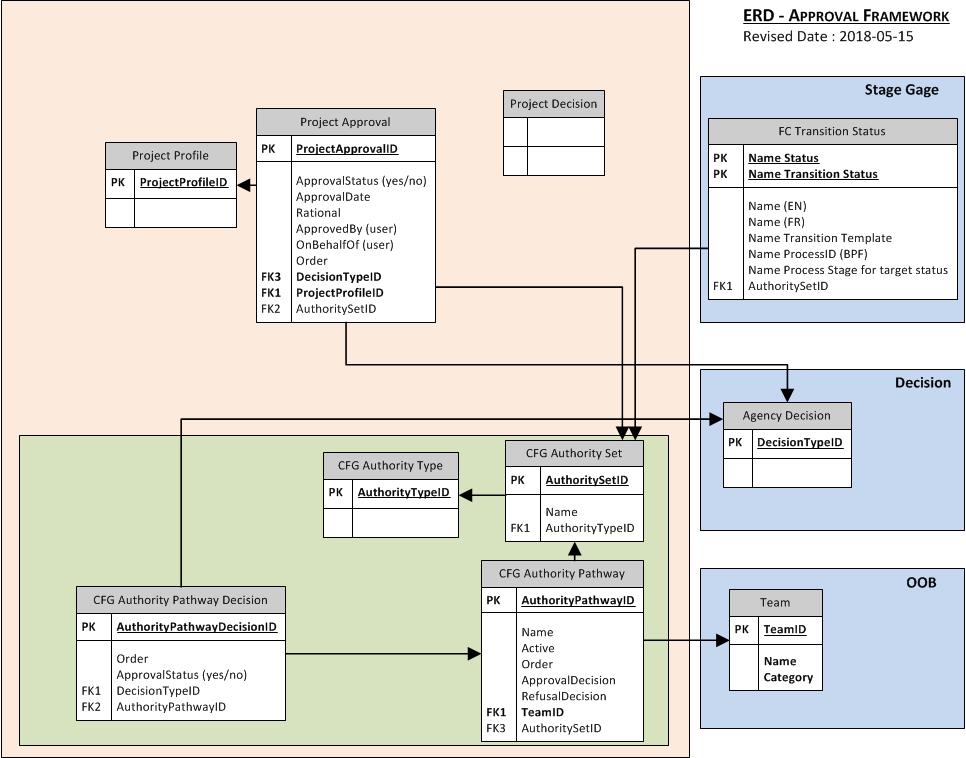 ERD - APPROVAL FRAMEWORK
Revised Date : 2018-05-15
Project Profile
PK ProjectProfileID
Project Approval
PK ProjectApprovalID
ApprovalStatus (yes/no)
ApprovalDate
Rational
ApprovedBy (user)
OnBehalfOf (user)
Order
FK3 DecisionTypeID
FK1 ProjectProfileID
FK2 AuthoritySetID
Project Decision
Stage Gage
FC Transition Status
PK Name Status
PK Name Transition Status
Name (EN)
Name (FR)
Name Transition Template
Name ProcessID (BPF)
Name Process Stage for target status
FK1 AuthoritySetID
Decision
Agency Decision
PK DecisionTypeID
CFG Authority Type
PK AuthorityTypeID
CFG Authority Set
PK AuthoritySetID
Name
FK1 AuthorityTypeID
CFG Authority Pathway Decision
PK AuthorityPathwayDecisionID
Order
ApprovalStatus (yes/no)
FK1 DecisionTypeID
FK2 AuthorityPathwayID
CFG Authority Pathway
PK AuthorityPathwayID
Name
Active
Order
ApprovalDecision
RefusalDecision
FK1 TeamID
FK3 AuthoritySetID
OOB
Team
PK TeamID
Name
Category